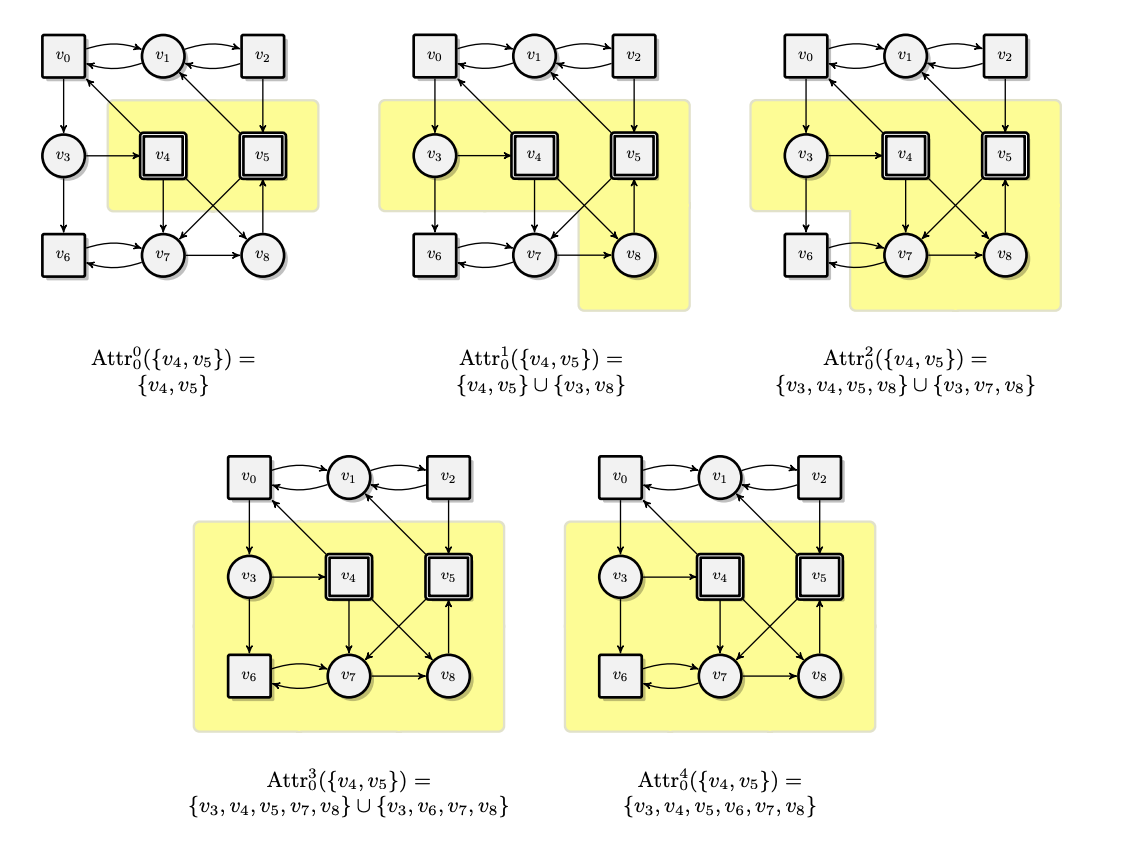 v₀ v₁ v₂ v₀ v₁ v₂ v₀ v₁ v₂
v₃ v₄ v₅ v₃ v₄ v₅ v₃ v₄ v₅
v₆ v₇ v₈ v₆ v₇ v₈ v₆ v₇ v₈
Attr₀⁰({v₄, v₅}) =
{v₄, v₅}
Attr₀¹({v₄, v₅}) =
{v₄, v₅} ∪ {v₃, v₈}
Attr₀²({v₄, v₅}) =
{v₃, v₄, v₅, v₈} ∪ {v₃, v₇, v₈}
v₀ v₁ v₂ v₀ v₁ v₂
v₃ v₄ v₅ v₃ v₄ v₅
v₆ v₇ v₈ v₆ v₇ v₈
Attr₀³({v₄, v₅}) =
{v₃, v₄, v₅, v₇, v₈} ∪ {v₃, v₆, v₇, v₈}
Attr₀⁴({v₄, v₅}) =
{v₃, v₄, v₅, v₆, v₇, v₈}